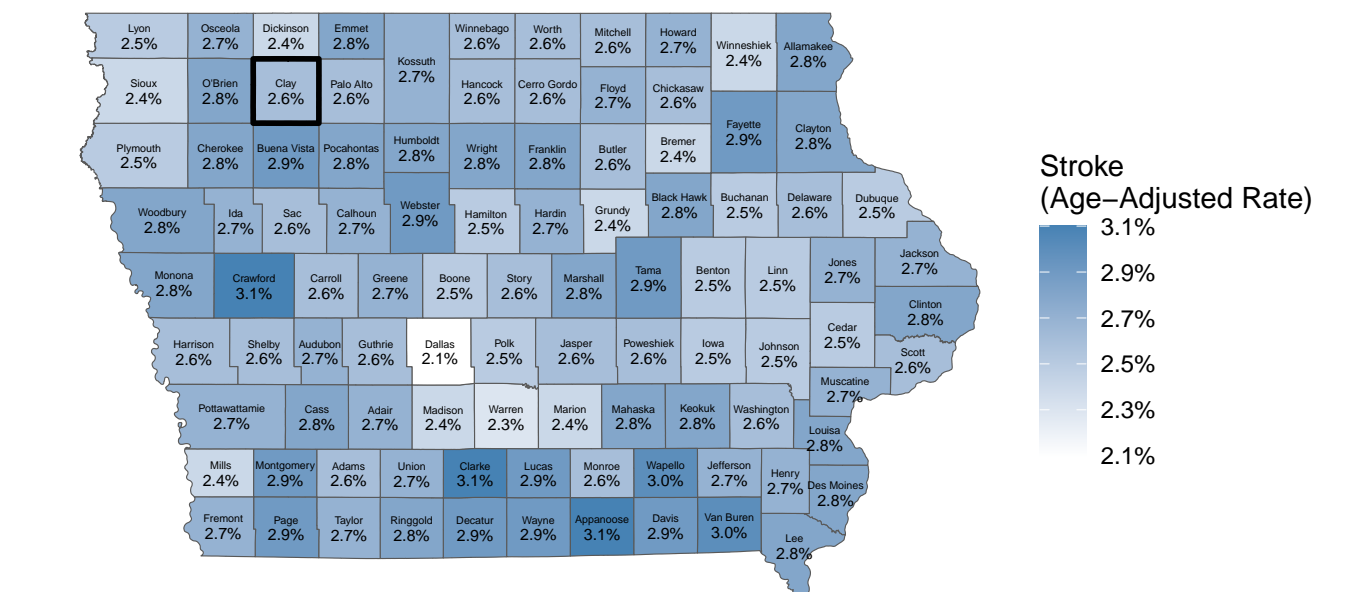 Lyon
2.5%
Osceola
2.7%
Dickinson
2.4%
Emmet
2.8%
Kossuth
2.7%
Winnebago
2.6%
Worth
2.6%
Mitchell
2.6%
Howard
2.7%
Winneshiek
2.4%
Allamakee
2.8%
Sioux
2.4%
O'Brien
2.8%
Clay
2.6%
Palo Alto
2.6%
Hancock
2.6%
Cerro Gordo
2.6%
Floyd
2.7%
Chickasaw
2.6%
Fayette
2.9%
Clayton
2.8%
Plymouth
2.5%
Cherokee
2.8%
Buena Vista
2.9%
Pocahontas
2.8%
Humboldt
2.8%
Wright
2.8%
Franklin
2.8%
Butler
2.6%
Bremer
2.4%
Woodbury
2.8%
Ida
2.7%
Sac
2.6%
Calhoun
2.7%
Webster
2.9%
Hamilton
2.5%
Hardin
2.7%
Grundy
2.4%
Black Hawk
2.8%
Buchanan
2.5%
Delaware
2.6%
Dubuque
2.5%
Monona
2.8%
Crawford
3.1%
Carroll
2.6%
Greene
2.7%
Boone
2.5%
Story
2.6%
Marshall
2.8%
Tama
2.9%
Benton
2.5%
Linn
2.5%
Jones
2.7%
Jackson
2.7%
Clinton
2.8%
Harrison
2.6%
Shelby
2.6%
Audubon
2.7%
Guthrie
2.6%
Dallas
2.1%
Polk
2.5%
Jasper
2.6%
Poweshiek
2.6%
Iowa
2.5%
Johnson
2.5%
Cedar
2.5%
Scott
2.6%
Muscatine
2.7%
Pottawattamie
2.7%
Cass
2.8%
Adair
2.7%
Madison
2.4%
Warren
2.3%
Marion
2.4%
Mahaska
2.8%
Keokuk
2.8%
Washington
2.6%
Louisa
2.8%
Mills
2.4%
Montgomery
2.9%
Adams
2.6%
Union
2.7%
Clarke
3.1%
Lucas
2.9%
Monroe
2.6%
Wapello
3.0%
Jefferson
2.7%
Henry
2.7%
Des Moines
2.8%
Fremont
2.7%
Page
2.9%
Taylor
2.7%
Ringgold
2.8%
Decatur
2.9%
Wayne
2.9%
Appanoose
3.1%
Davis
2.9%
Van Buren
3.0%
Lee
2.8%
Stroke
(Age−Adjusted Rate)
3.1%
2.9%
2.7%
2.5%
2.3%
2.1%